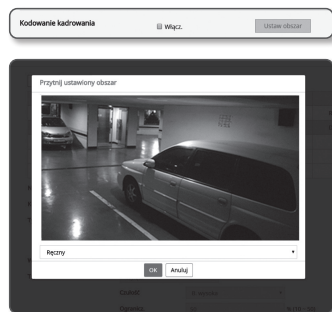 Kodowanie kadrowania
Włącz.
Ustaw obszar
Przytnij ustawiony obszar
Ręczny
OK Anuluj